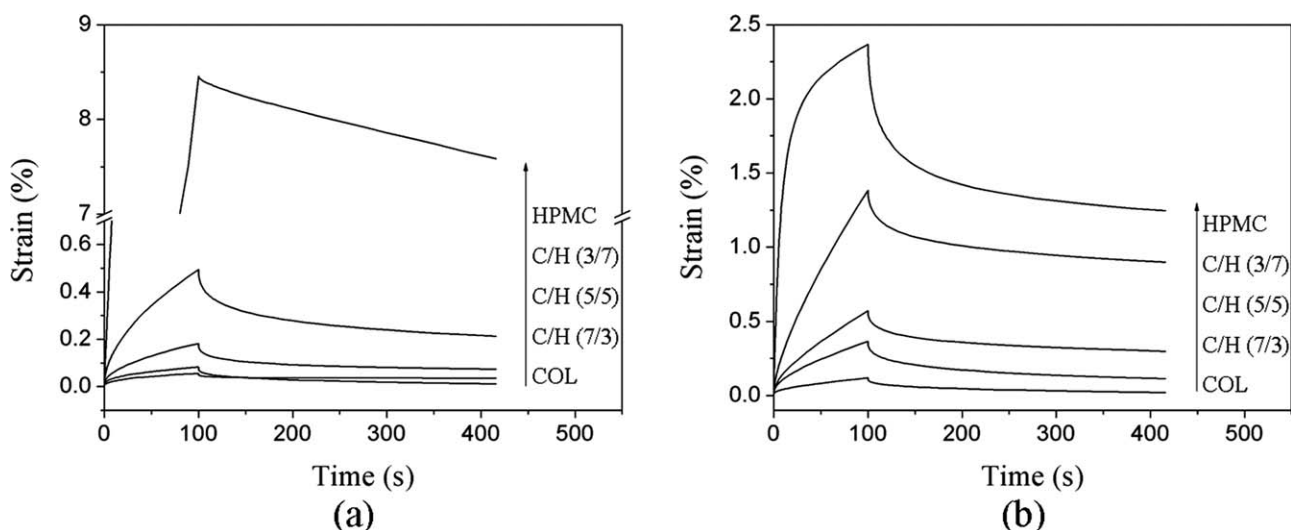 9
8
7
0.6
0.4
0.2
0.0
Strain (%)
HPMC
C/H (3/7)
C/H (5/5)
C/H (7/3)
COL
0 100 200 300 400 500
Time (s)
(a)
2.5
2.0
1.5
1.0
0.5
0.0
Strain (%)
HPMC
C/H (3/7)
C/H (5/5)
C/H (7/3)
COL
0 100 200 300 400 500
Time (s)
(b)